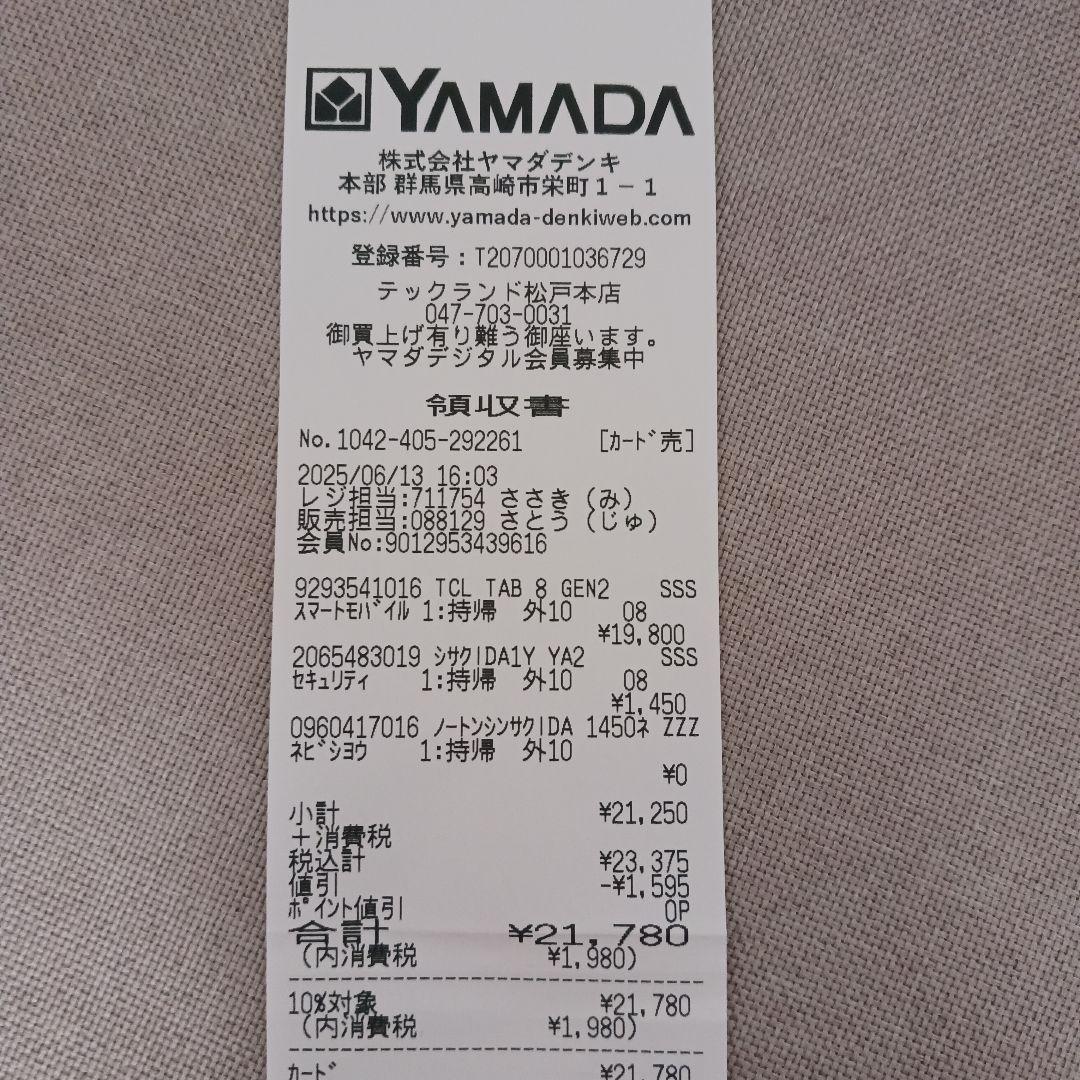 YAMADA
株式会社ヤマダデンキ
本部 群馬県高崎市栄町1-1
https://www.yamada-denkiweb.com
登録番号:T2070001036729
テックランド松戸本店
047-703-0031
御買上げ有り難う御座います。
ヤマダデジタル会員募集中
領収書
No.1042-405-292261 [ｶｰﾄﾞ売]
2025/06/13 16:03
レジ担当:711754 ささき(み)
販売担当:088129 さとう(じゅ)
会員No:9012953439616
9293541016 TCL TAB 8 GEN2 SSS
ｽﾏｰﾄﾓﾊﾞｲﾙ 1:持帰 外10 08
¥19,800
2065483019 ｼｻｸIDA1Y YA2 SSS
ｾｷｭﾘﾃｨ 1:持帰 外10 08
¥1,450
0960417016 ﾉｰﾄﾝｼﾝｻｸIDA 1450ﾈ ZZZ
ﾈﾋﾞｼﾖｳ 1:持帰 外10
¥0
小計 ¥21,250
+消費税
税込計 ¥23,375
値引 -¥1,595
ﾎﾟｲﾝﾄ値引 0P
合計 ¥21,780
(内消費税 ¥1,980)
10%対象 ¥21,780
(内消費税 ¥1,980)
ｶｰﾄﾞ ¥21,780